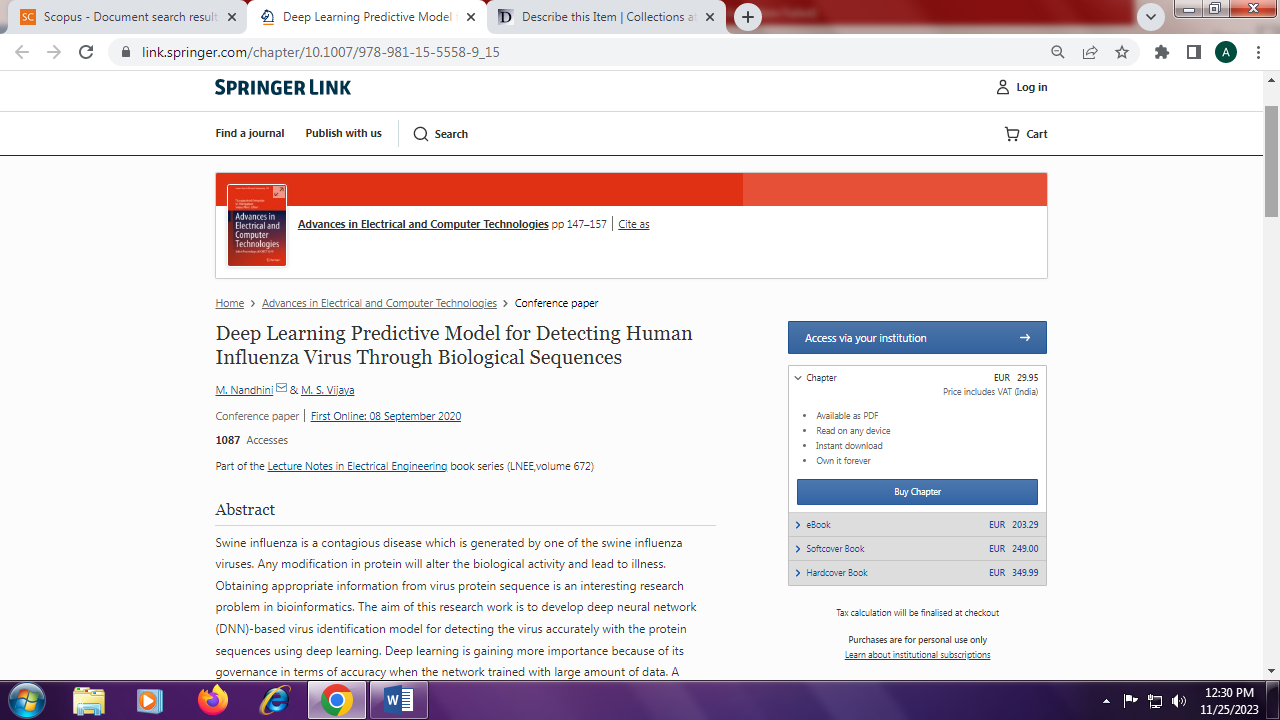 Scopus - Document search result
Deep Learning Predictive Model
Describe this Item | Collections a
link.springer.com/chapter/10.1007/978-981-15-5558-9_15
A
SPRINGER LINK
Log in
Find a journal
Publish with us
Search
Cart
Advances in Electrical and Computer Technologies
Advances in Electrical and Computer Technologies pp 147–157 | Cite as
Home > Advances in Electrical and Computer Technologies > Conference paper
Deep Learning Predictive Model for Detecting Human
Influenza Virus Through Biological Sequences
M. Nandhini & M. S. Vijaya
Conference paper | First Online: 08 September 2020
1087 Accesses
Part of the Lecture Notes in Electrical Engineering book series (LNEE,volume 672)
Abstract
Swine influenza is a contagious disease which is generated by one of the swine influenza
viruses. Any modification in protein will alter the biological activity and lead to illness.
Obtaining appropriate information from virus protein sequence is an interesting research
problem in bioinformatics. The aim of this research work is to develop deep neural network
(DNN)-based virus identification model for detecting the virus accurately with the protein
sequences using deep learning. Deep learning is gaining more importance because of its
governance in terms of accuracy when the network trained with large amount of data. A
Access via your institution
Chapter EUR 29.95
Price includes VAT (India)
Available as PDF
Read on any device
Instant download
Own it forever
Buy Chapter
eBook EUR 203.29
Softcover Book EUR 249.00
Hardcover Book EUR 349.99
Tax calculation will be finalised at checkout
Purchases are for personal use only
Learn about institutional subscriptions
12:30 PM
11/25/2023